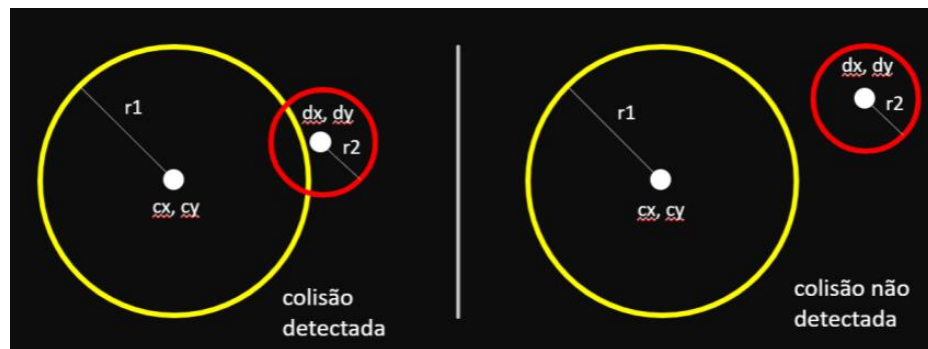 r1
dx, dy
r2
cx, cy
colisão
detectada
dx, dy
r1
r2
cx, cy
colisão não
detectada